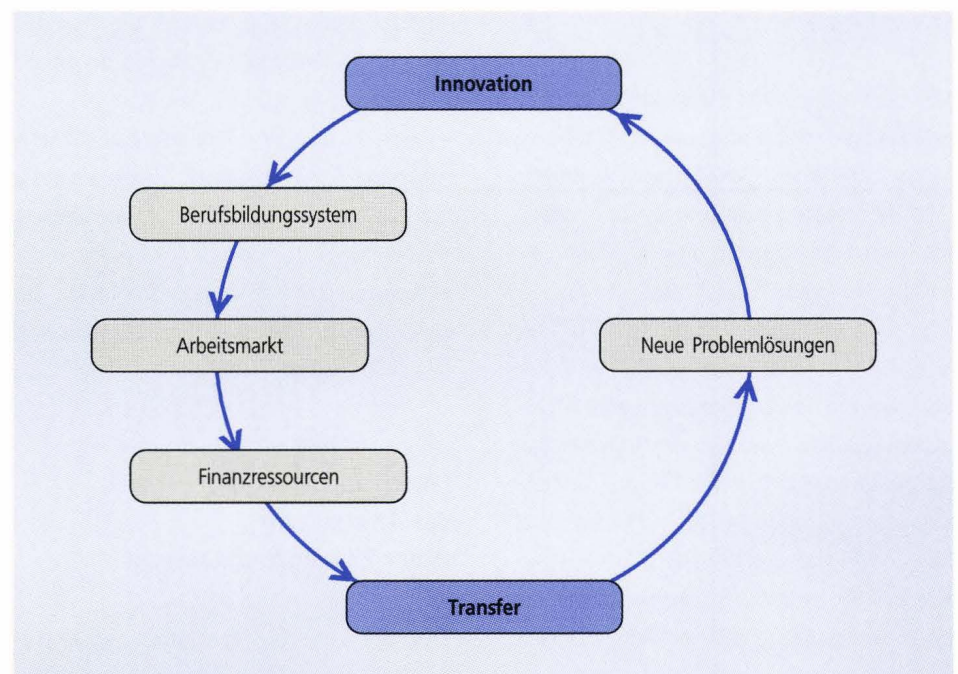 Innovation
Berufsbildungssystem
Arbeitsmarkt
Neue Problemlösungen
Finanzressourcen
Transfer